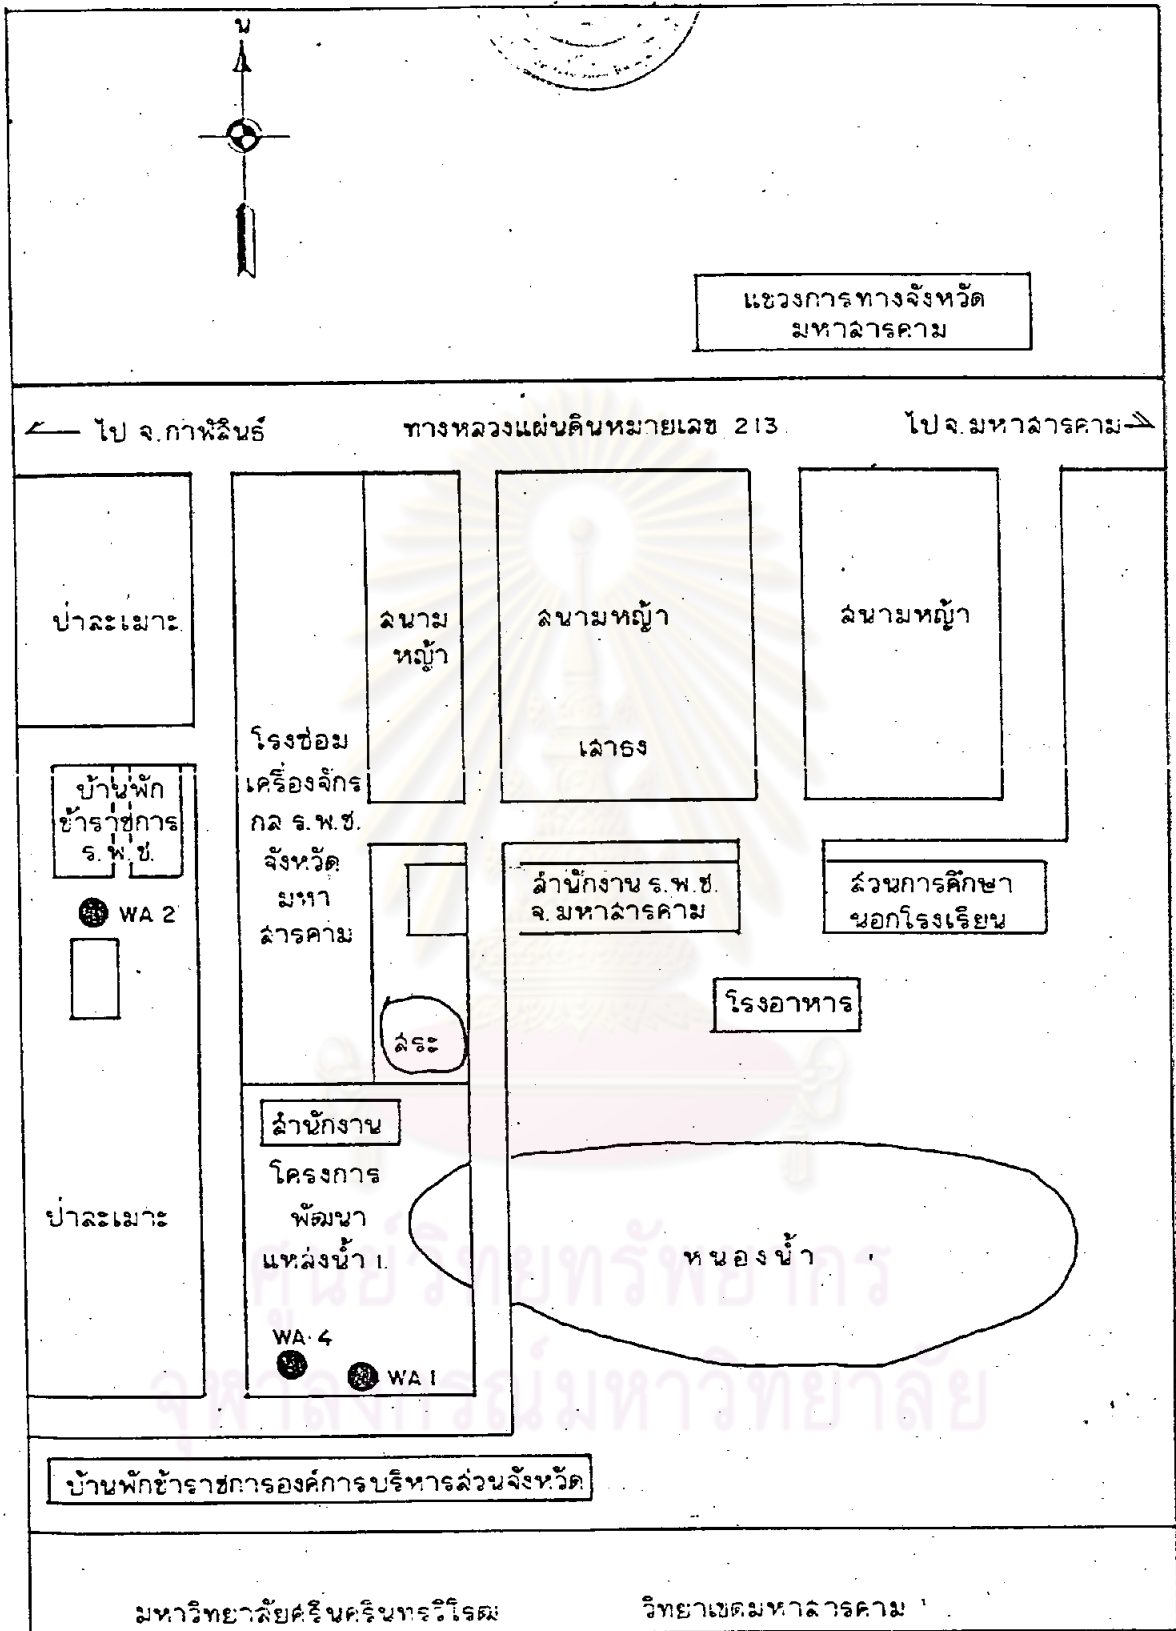 น
แขวงการทางจังหวัด
มหาสารคาม
ไป จ.กาฬสินธุ์
ทางหลวงแผ่นดินหมายเลข 213
ไป จ.มหาสารคาม
ป่าละเมาะ
สนาม
หญ้า
สนามหญ้า
สนามหญ้า
เสาธง
โรงซ่อม
เครื่องจักร
กล ร.พ.ช.
จังหวัด
มหา
สารคาม
บ้านพัก
ข้าราชการ
ร.พ.ช.
WA 2
สำนักงาน ร.พ.ช.
จ.มหาสารคาม
ส่วนการศึกษา
นอกโรงเรียน
โรงอาหาร
สระ
สำนักงาน
โครงการ
พัฒนา
แหล่งน้ำ 1.
ป่าละเมาะ
หนองน้ำ
WA 4
WA 1
ศูนย์วิทยทรัพยากร
จุฬาลงกรณ์มหาวิทยาลัย
บ้านพักข้าราชการองค์การบริหารส่วนจังหวัด
มหาวิทยาลัยศรีนครินทรวิโรฒ
วิทยาเขตมหาสารคาม